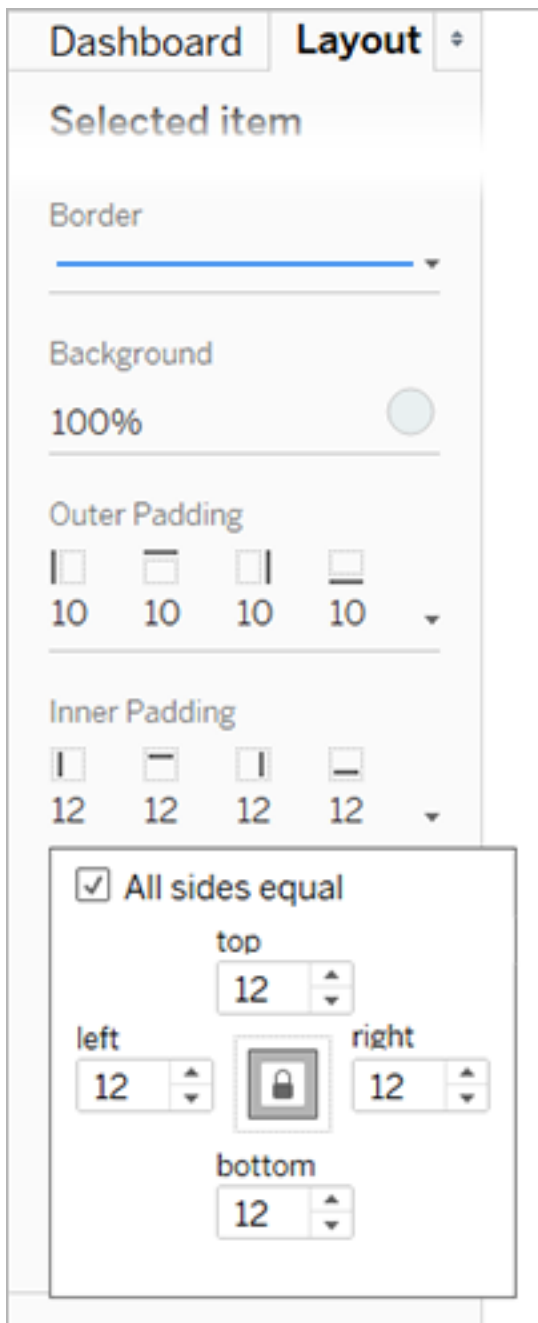 Dashboard Layout
Selected item
Border
Background
100%
Outer Padding
10 10 10 10
Inner Padding
12 12 12 12
All sides equal
top
12
left right
12 12
bottom
12